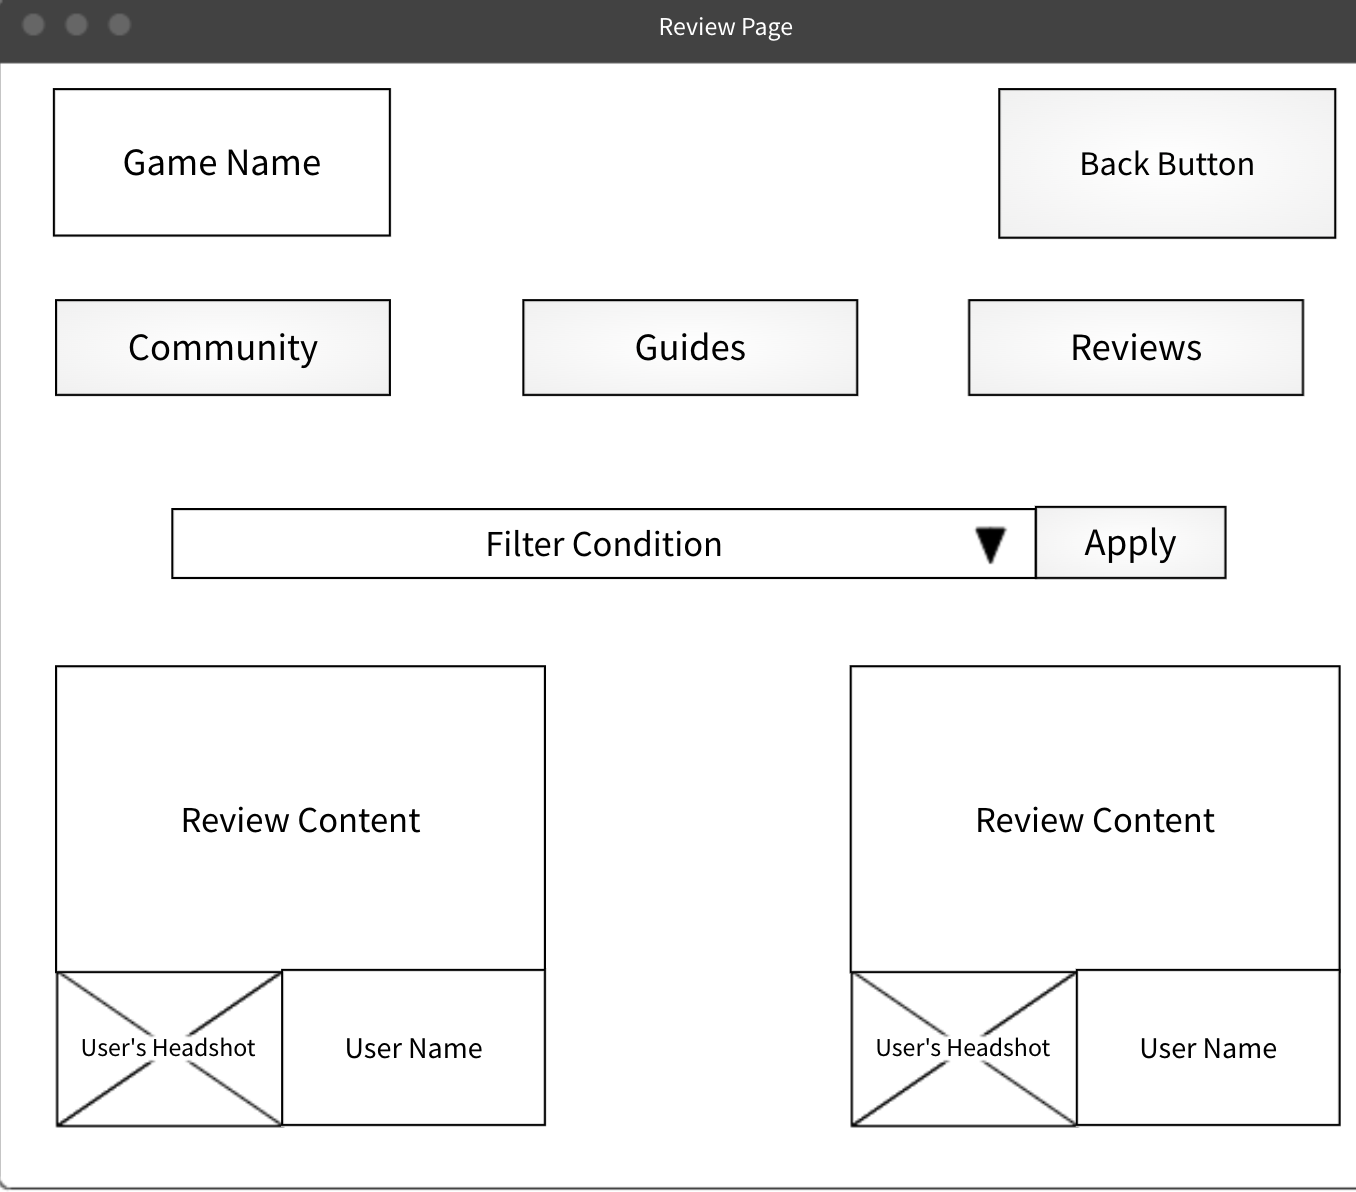 Review Page
Game Name
Back Button
Community
Guides
Reviews
Filter Condition
Apply
Review Content
Review Content
User's Headshot
User Name
User's Headshot
User Name